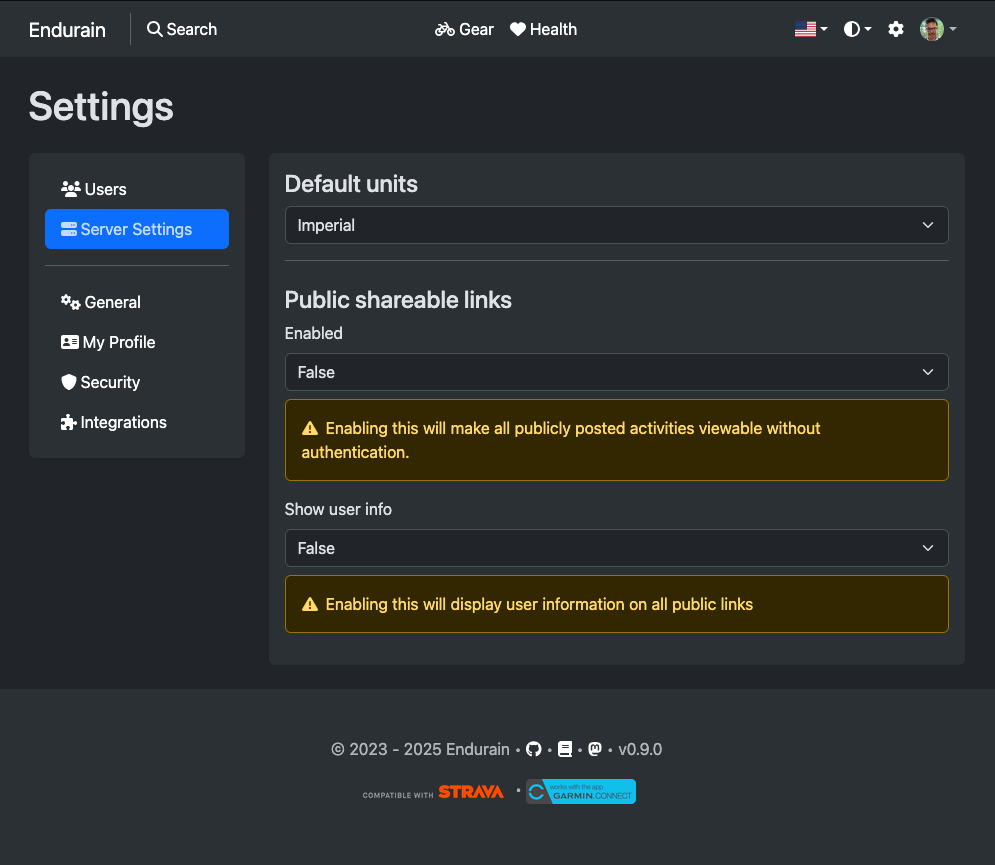 Endurain
Search
Gear
Health
Settings
Users
Server Settings
General
My Profile
Security
Integrations
Default units
Imperial
Public shareable links
Enabled
False
Enabling this will make all publicly posted activities viewable without
authentication.
Show user info
False
Enabling this will display user information on all public links
© 2023 - 2025 Endurain • • • • v0.9.0
COMPATIBLE WITH STRAVA •
works with the app
GARMIN.CONNECT